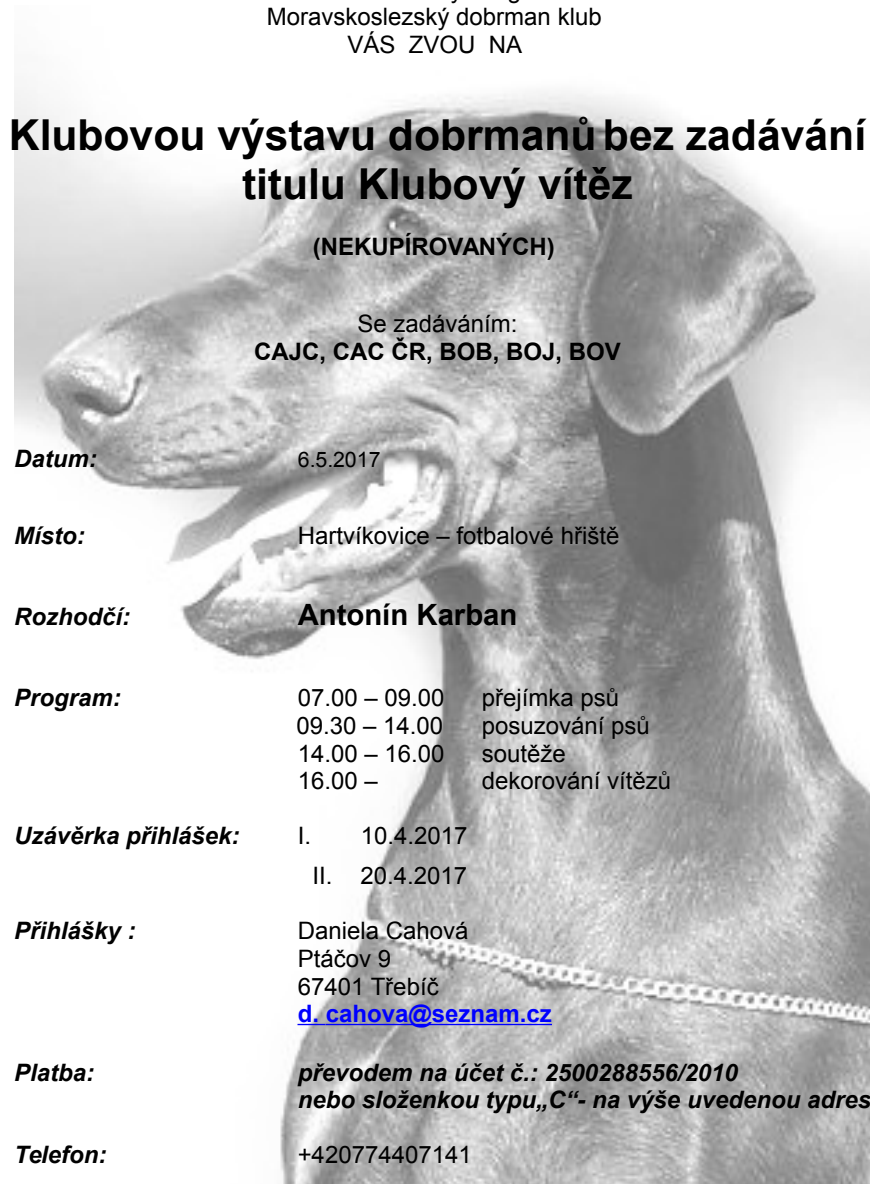 Moravskoslezský dobrman klub
VÁS ZVOU NA
Klubovou výstavu dobrmanů bez zadávání
titulu Klubový vítěz
(NEKUPÍROVANÝCH)
Se zadáváním:
CAJC, CAC ČR, BOB, BOJ, BOV
Datum: 6.5.2017
Místo: Hartvíkovice – fotbalové hřiště
Rozhodčí: Antonín Karban
Program: 07.00 – 09.00 přejímka psů
09.30 – 14.00 posuzování psů
14.00 – 16.00 soutěže
16.00 – dekorování vítězů
Uzávěrka přihlášek: I. 10.4.2017
II. 20.4.2017
Přihlášky : Daniela Cahová
Ptáčov 9
67401 Třebíč
d. cahova@seznam.cz
Platba: převodem na účet č.: 2500288556/2010
nebo složenkou typu„C“- na výše uvedenou adres
Telefon: +420774407141